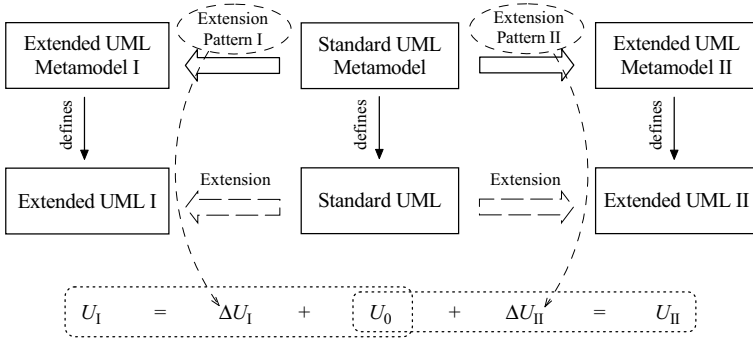 Extended UML
Metamodel I
Extension
Pattern I
Standard UML
Metamodel
Extension
Pattern II
Extended UML
Metamodel II
defines
defines
defines
Extended UML I
Extension
Standard UML
Extension
Extended UML II
U_I = ΔU_I + U_0 + ΔU_II = U_II